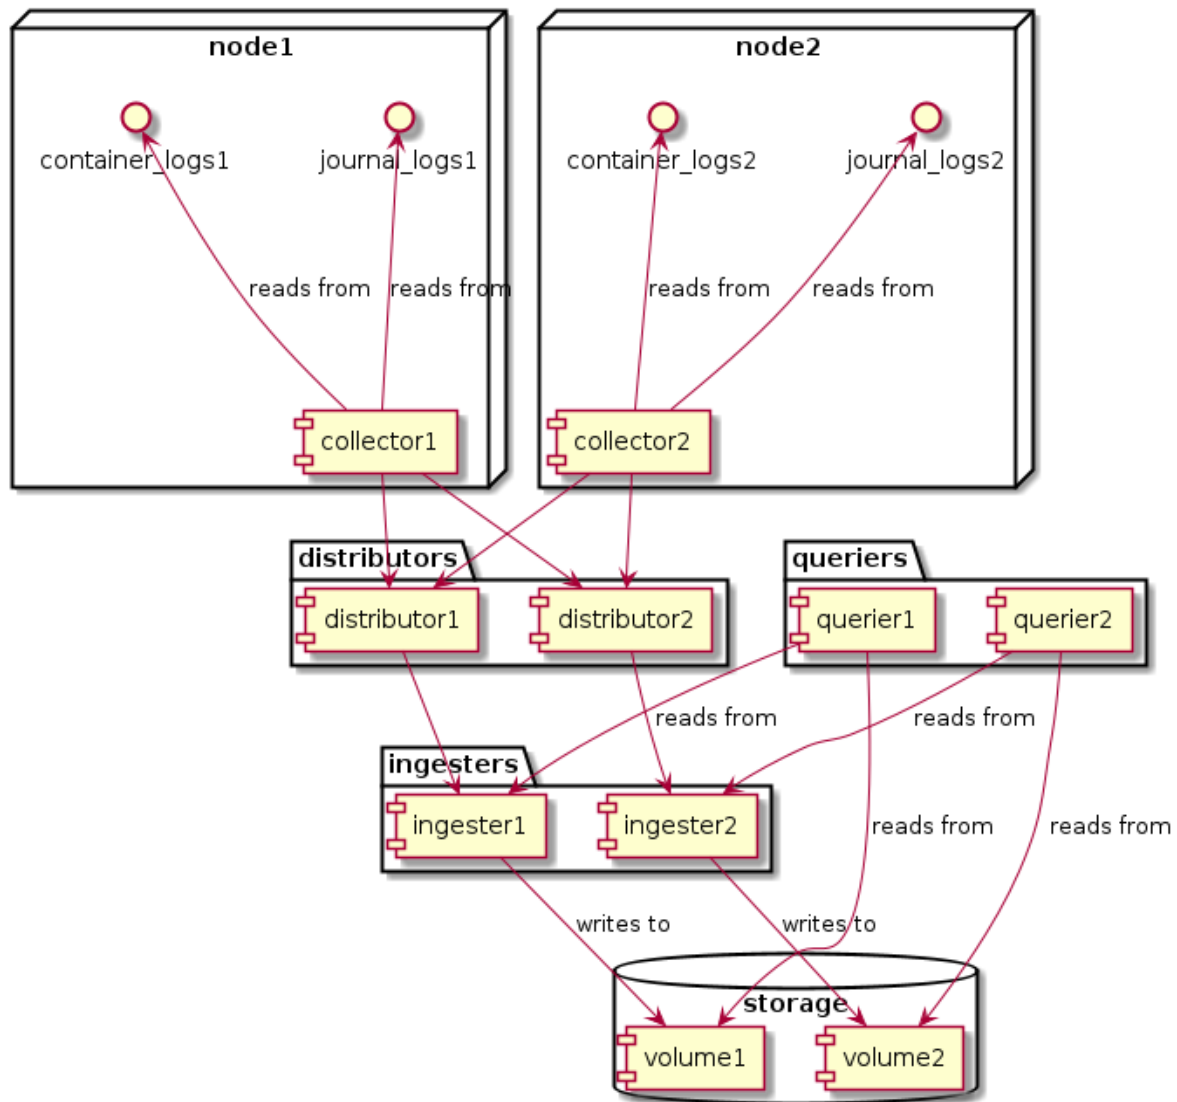 node1
node2
container_logs1
journal_logs1
container_logs2
journal_logs2
reads from
reads from
reads from
reads from
collector1
collector2
distributors
queriers
distributor1
distributor2
querier1
querier2
reads from
reads from
ingesters
ingester1
ingester2
reads from
reads from
writes to
writes to
storage
volume1
volume2